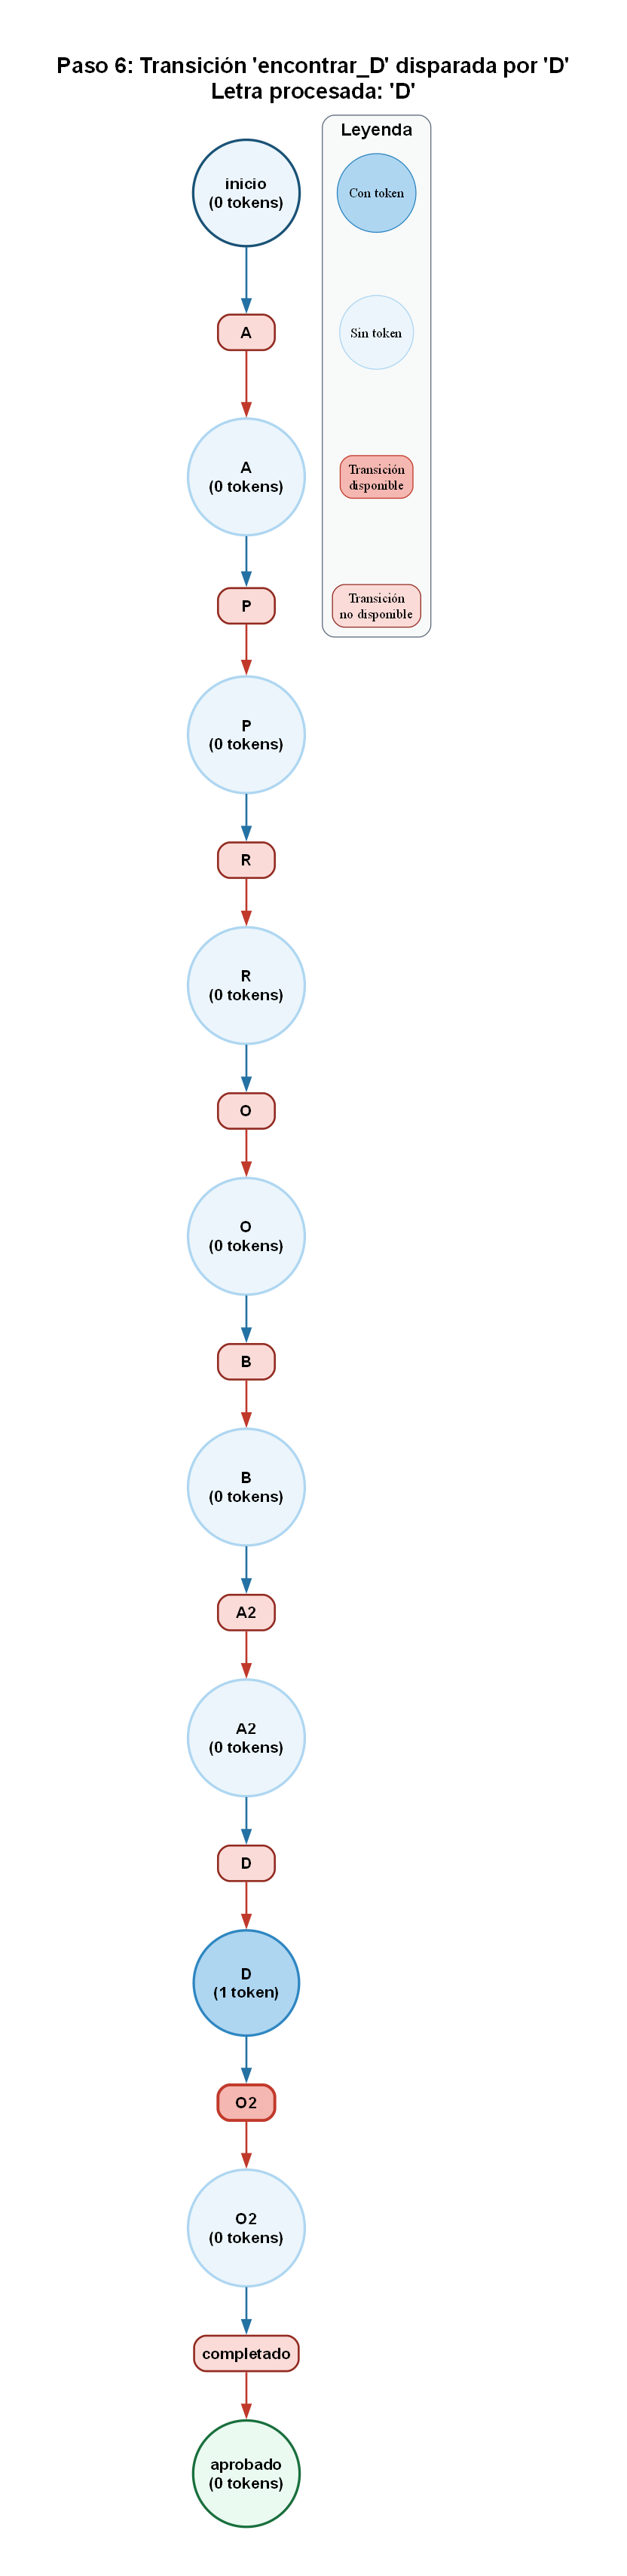 Paso 6: Transición 'encontrar_D' disparada por 'D'
Letra procesada: 'D'
Leyenda
Con token
Sin token
Transición
disponible
Transición
no disponible
inicio
(0 tokens)
A
A
(0 tokens)
P
P
(0 tokens)
R
R
(0 tokens)
O
O
(0 tokens)
B
B
(0 tokens)
A2
A2
(0 tokens)
D
D
(1 token)
O2
O2
(0 tokens)
completado
aprobado
(0 tokens)